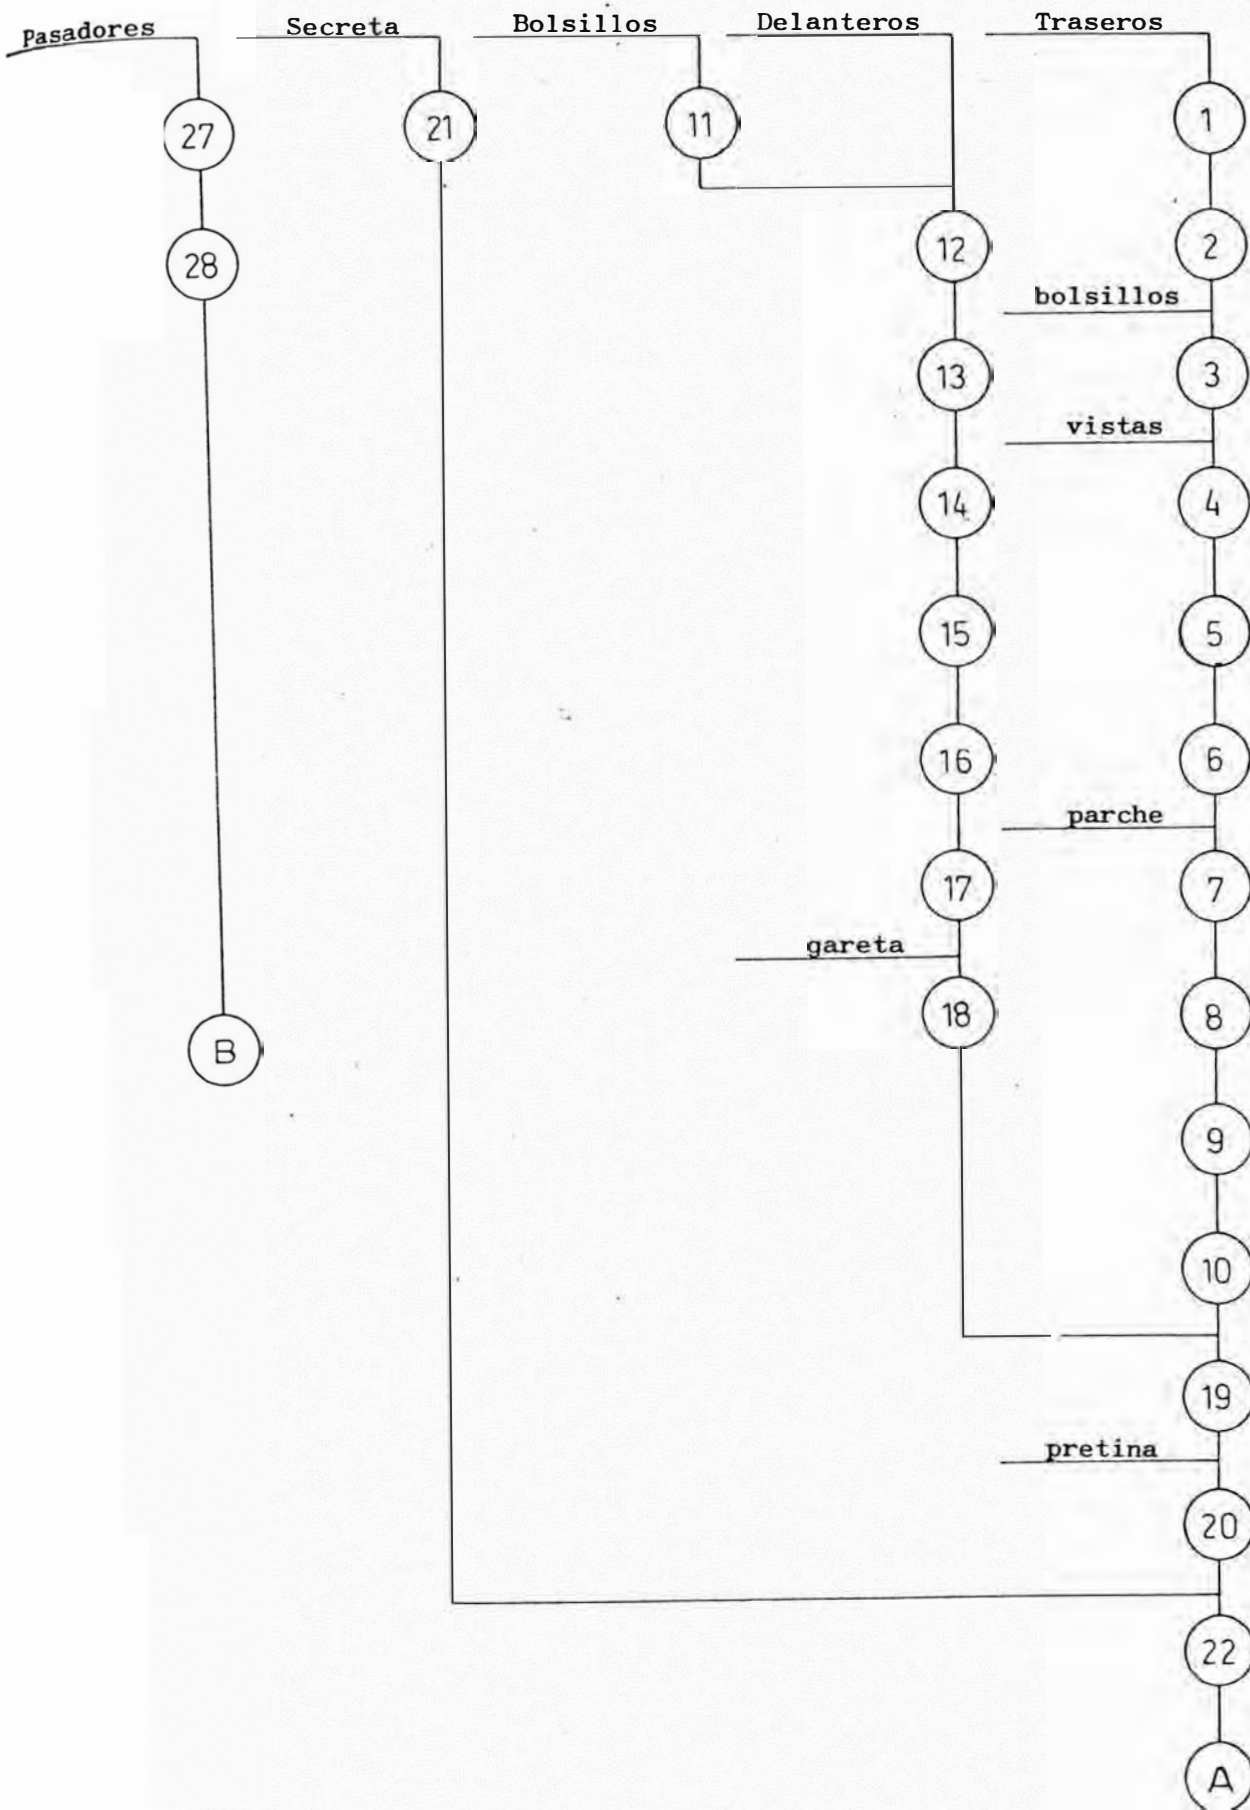 Pasadores Secreta Bolsillos Delanteros Traseros
27 21 11 1
28 12 2
bolsillos
13 3
vistas
14 4
15 5
16 6
parche
17 7
gareta
18 8
B
9
10
19
pretina
20
22
A